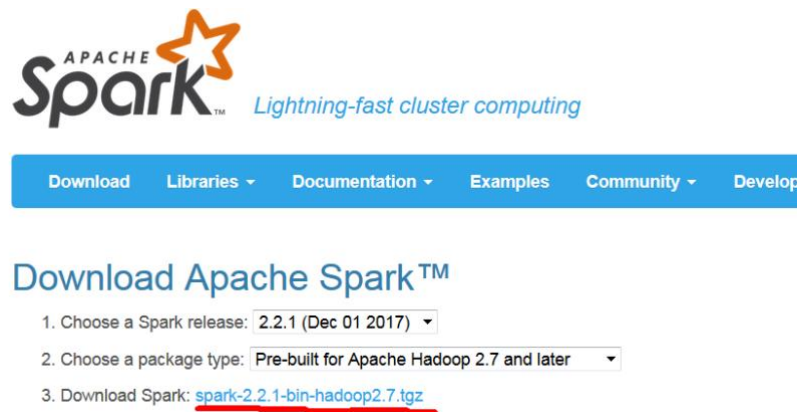 APACHE
Spark™
Lightning-fast cluster computing
Download Libraries Documentation Examples Community Develop
Download Apache Spark™
1. Choose a Spark release: 2.2.1 (Dec 01 2017)
2. Choose a package type: Pre-built for Apache Hadoop 2.7 and later
3. Download Spark: spark-2.2.1-bin-hadoop2.7.tgz